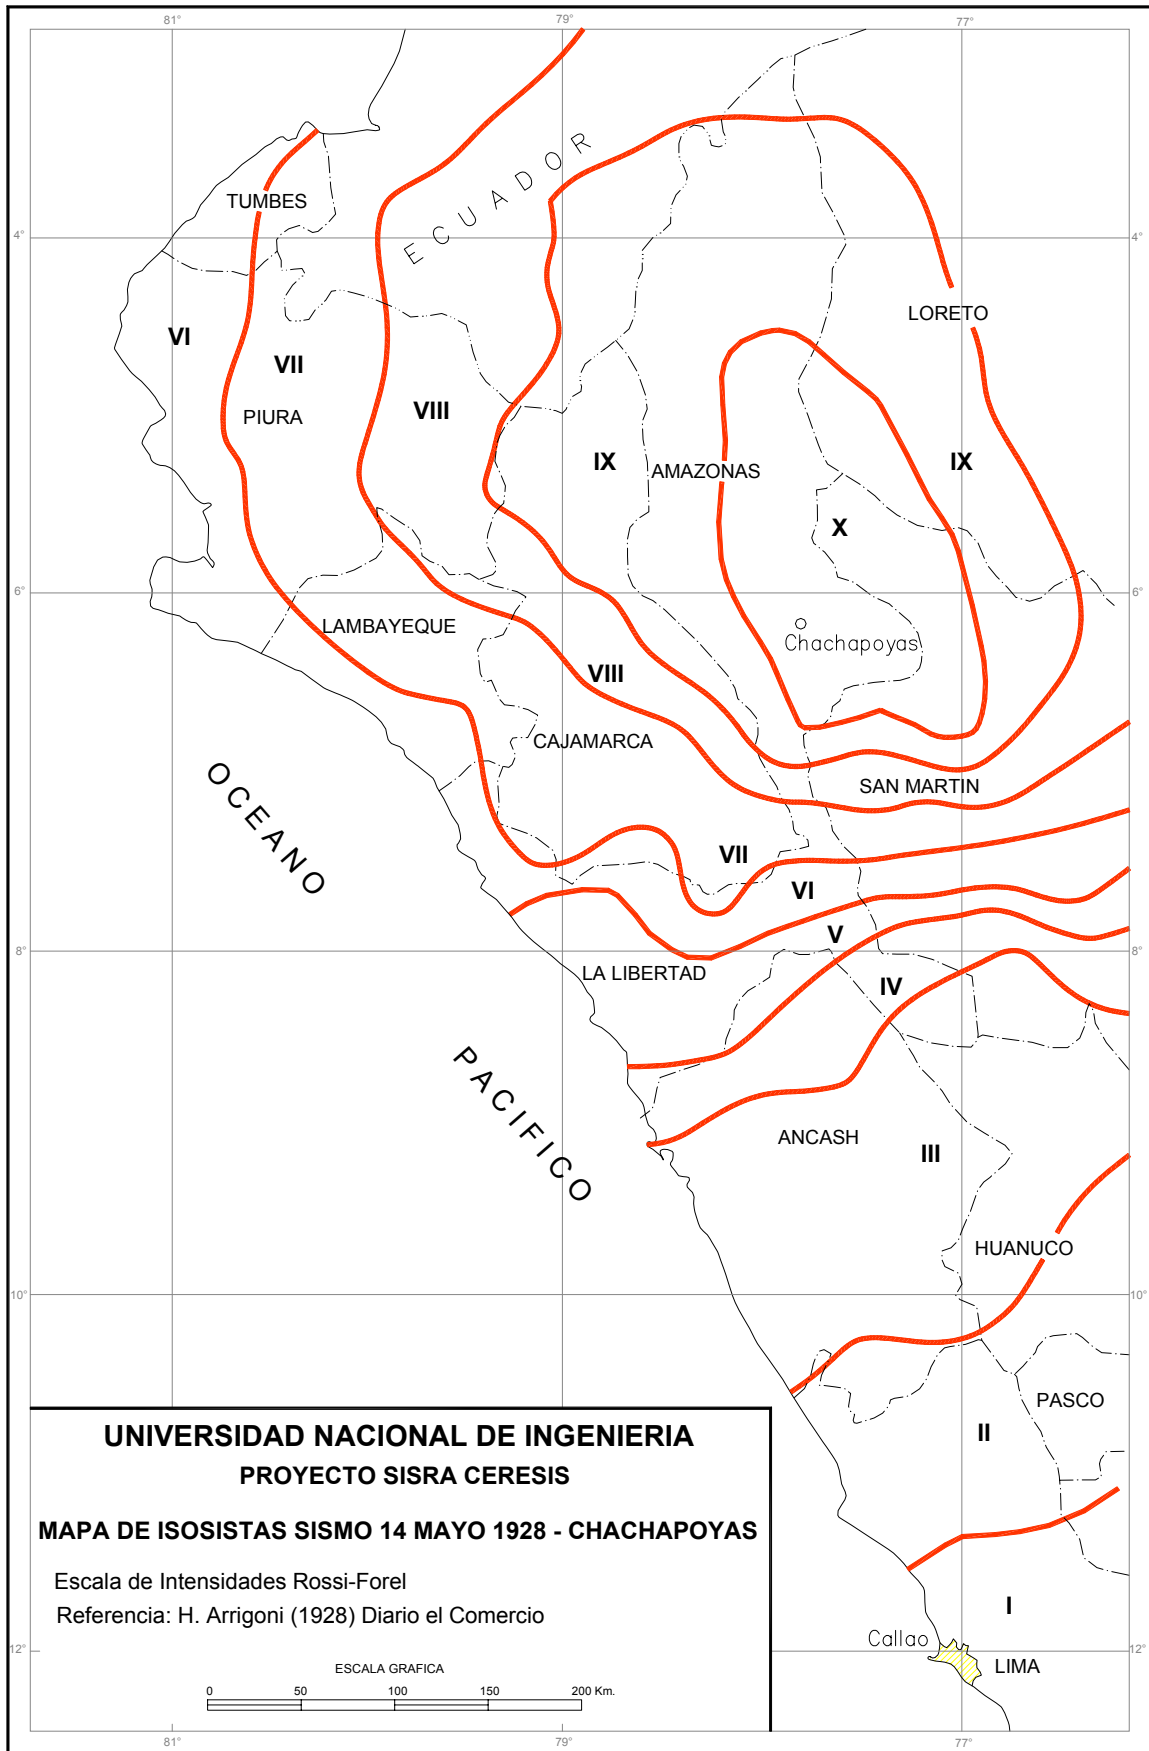 81°
79°
77°
ECUADOR
TUMBES
4°
4°
LORETO
VI
VII
VIII
PIURA
IX
AMAZONAS
IX
X
6°
6°
LAMBAYEQUE
Chachapoyas
VIII
CAJAMARCA
OCEANO
SAN MARTIN
VII
VI
V
8°
8°
LA LIBERTAD
IV
PACIFICO
ANCASH
III
HUANUCO
10°
10°
PASCO
II
UNIVERSIDAD NACIONAL DE INGENIERIA
PROYECTO SISRA CERESIS
MAPA DE ISOSISTAS SISMO 14 MAYO 1928 - CHACHAPOYAS
Escala de Intensidades Rossi-Forel
Referencia: H. Arrigoni (1928) Diario el Comercio
I
Callao
12°
12°
LIMA
ESCALA GRAFICA
0 50 100 150 200 Km.
81°
79°
77°